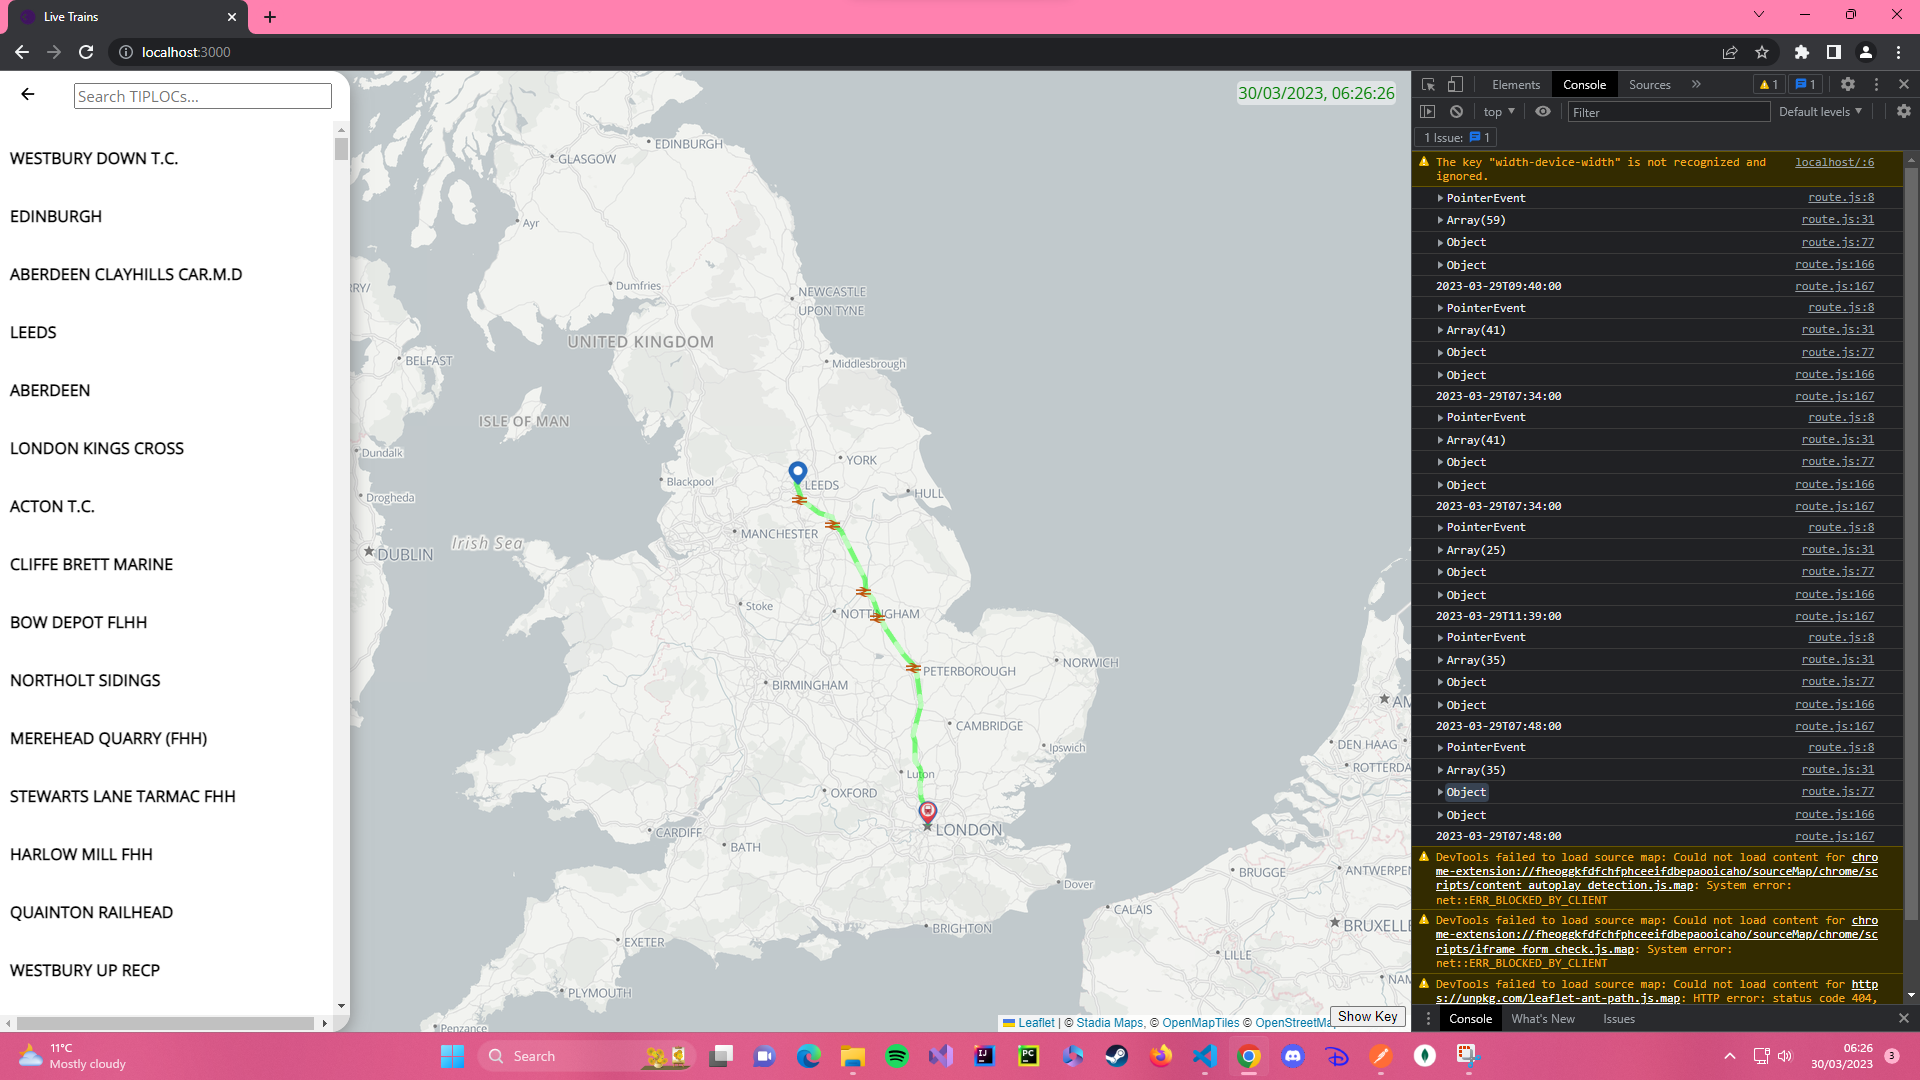 Live Trains
localhost:3000
Search TIPLOCs...
WESTBURY DOWN T.C.
EDINBURGH
ABERDEEN CLAYHILLS CAR.M.D
LEEDS
ABERDEEN
LONDON KINGS CROSS
ACTON T.C.
CLIFFE BRETT MARINE
BOW DEPOT FLHH
NORTHOLT SIDINGS
MEREHEAD QUARRY (FHH)
STEWARTS LANE TARMAC FHH
HARLOW MILL FHH
QUAINTON RAILHEAD
WESTBURY UP RECP
30/03/2023, 06:26:26
EDINBURGH
GLASGOW
Ayr
Dumfries
RRY/
NEWCASTLE
UPON TYNE
UNITED KINGDOM
BELFAST
Middlesbrough
ISLE OF MAN
Dundalk
YORK
Blackpool
LEEDS
Drogheda
HULL
MANCHESTER
Irish Sea
DUBLIN
Stoke
NOTTINGHAM
PETERBOROUGH
NORWICH
BIRMINGHAM
AM
CAMBRIDGE
Ipswich
DEN HAAG
ROTTERDA
Luton
OXFORD
LONDON
CARDIFF
BATH
Dover
BRUGGE
ANTWERPEN
CALAIS
BRUXELLE
BRIGHTON
EXETER
LILLE
NAM
PLYMOUTH
Penzance
Show Key
Leaflet | © Stadia Maps, © OpenMapTiles © OpenStreetMa
Elements Console Sources » 1 1
top Filter Default levels
1 Issue: 1
The key "width-device-width" is not recognized and localhost/:6
ignored.
PointerEvent route.js:8
Array(59) route.js:31
Object route.js:77
Object route.js:166
2023-03-29T09:40:00 route.js:167
PointerEvent route.js:8
Array(41) route.js:31
Object route.js:77
Object route.js:166
2023-03-29T07:34:00 route.js:167
PointerEvent route.js:8
Array(41) route.js:31
Object route.js:77
Object route.js:166
2023-03-29T07:34:00 route.js:167
PointerEvent route.js:8
Array(25) route.js:31
Object route.js:77
Object route.js:166
2023-03-29T11:39:00 route.js:167
PointerEvent route.js:8
Array(35) route.js:31
Object route.js:77
Object route.js:166
2023-03-29T07:48:00 route.js:167
PointerEvent route.js:8
Array(35) route.js:31
Object route.js:77
Object route.js:166
2023-03-29T07:48:00 route.js:167
DevTools failed to load source map: Could not load content for chro
me-extension://fheoggkfdfchfphceeifdbepaooicaho/sourceMap/chrome/sc
ripts/content_autoplay_detection.js.map: System error:
net::ERR_BLOCKED_BY_CLIENT
DevTools failed to load source map: Could not load content for chro
me-extension://fheoggkfdfchfphceeifdbepaooicaho/sourceMap/chrome/sc
ripts/iframe_form_check.js.map: System error:
net::ERR_BLOCKED_BY_CLIENT
DevTools failed to load source map: Could not load content for http
s://unpkg.com/leaflet-ant-path.js.map: HTTP error: status code 404,
Console What's New Issues
11°C
Mostly cloudy
Search
06:26
30/03/2023
3